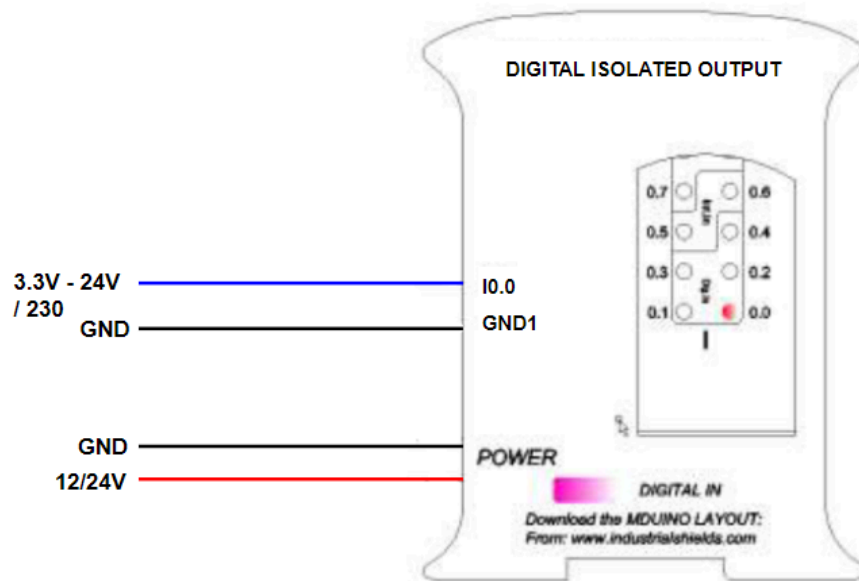 DIGITAL ISOLATED OUTPUT
0.7 0.6
0.5 0.4
0.3 0.2
0.1 0.0
Dig.in
I
3.3V - 24V
/ 230
I0.0
GND
GND1
GND
12/24V
POWER
DIGITAL IN
Download the MDUINO LAYOUT:
From: www.industrialshields.com